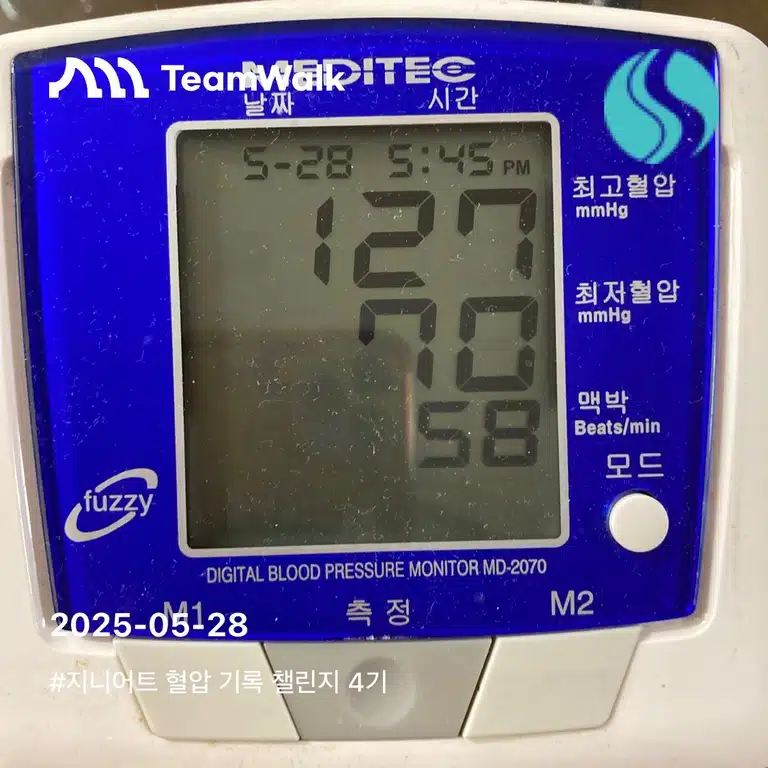 TeamWalk
MEDITEC
날짜 시간
5-28 5:45 PM
127
최고혈압
mmHg
70
최저혈압
mmHg
58
맥박
Beats/min
모드
fuzzy
DIGITAL BLOOD PRESSURE MONITOR MD-2070
M1 측정 M2
2025-05-28
#지니어트 혈압 기록 챌린지 4기